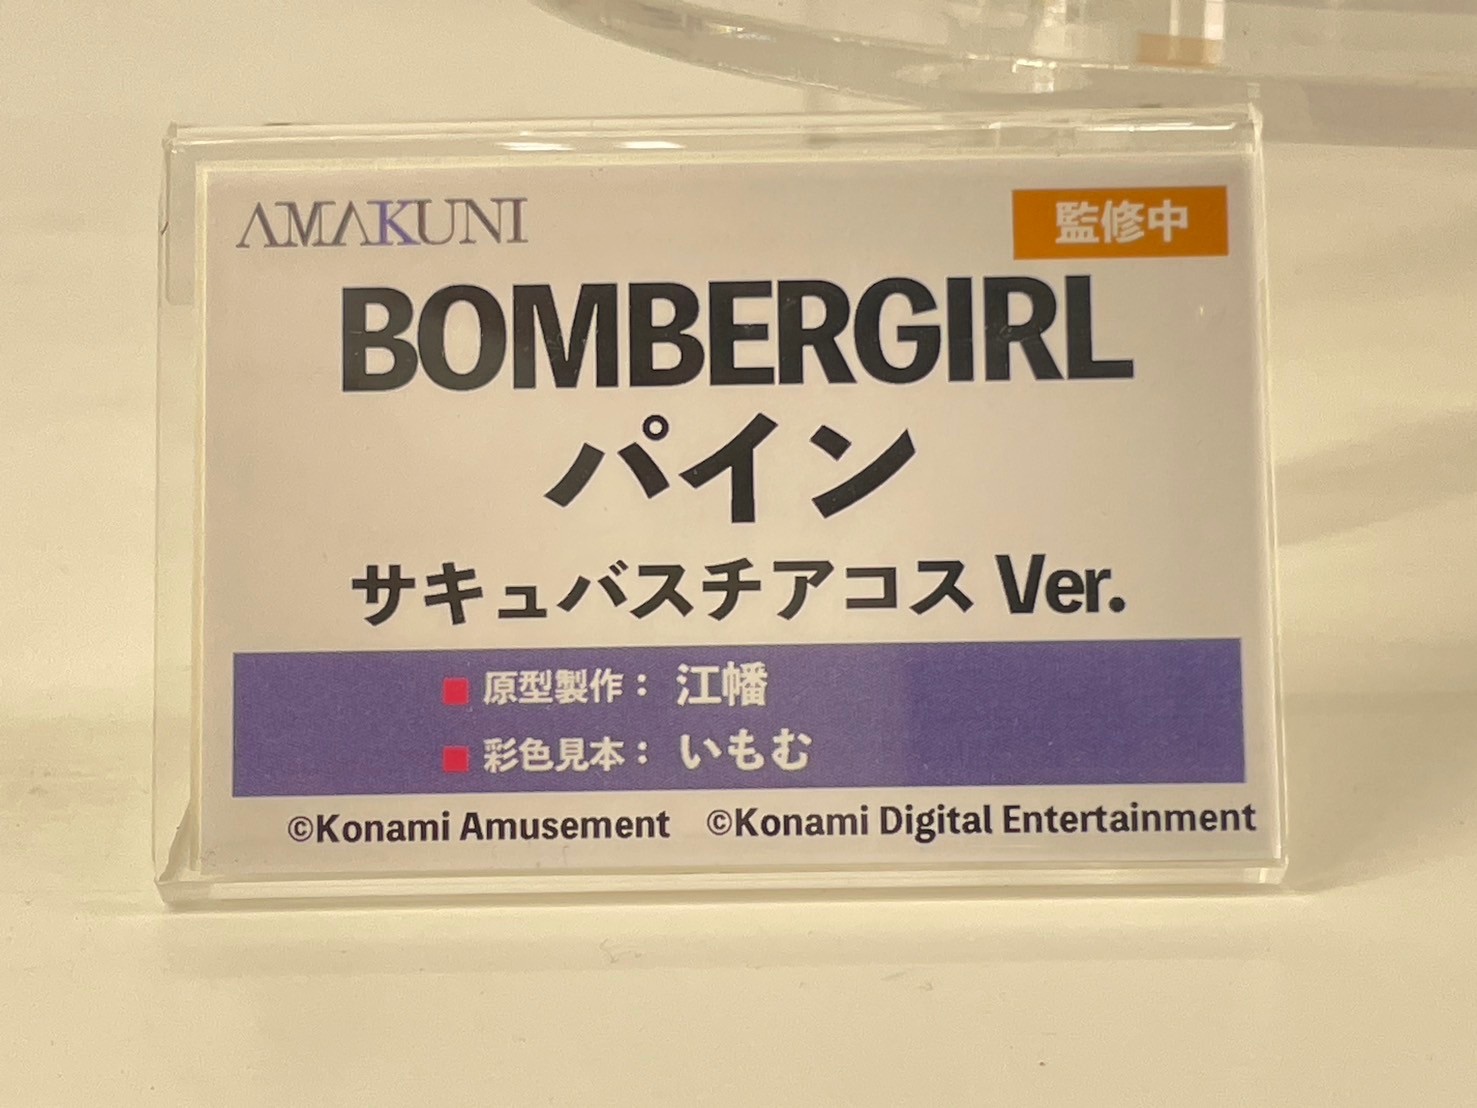 AMAKUNI
監修中
BOMBERGIRL
パイン
サキュバスチアコス Ver.
■ 原型製作： 江幡
■ 彩色見本： いもむ
©Konami Amusement ©Konami Digital Entertainment